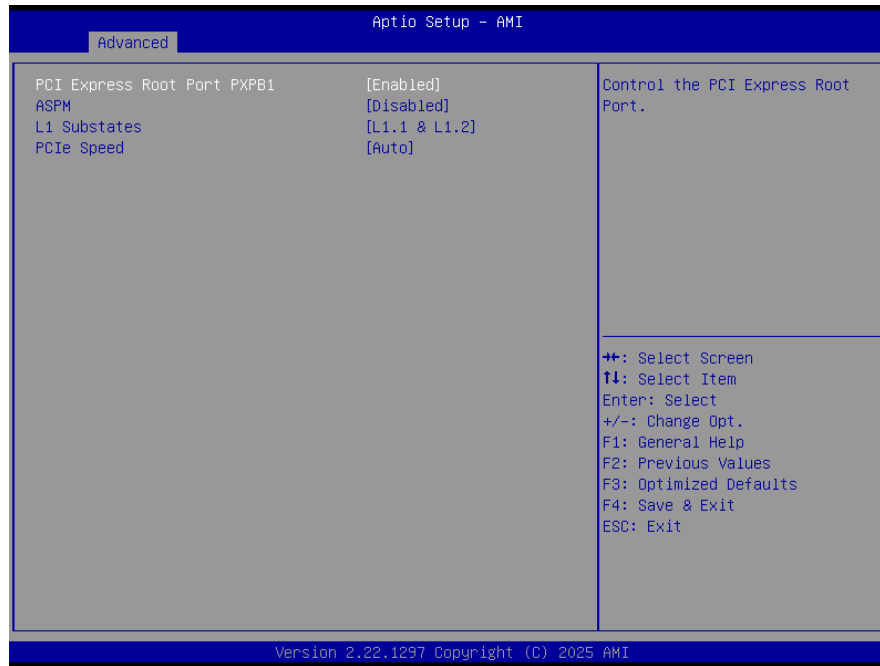 Aptio Setup – AMI
Advanced
PCI Express Root Port PXPB1 [Enabled]
ASPM [Disabled]
L1 Substates [L1.1 & L1.2]
PCIe Speed [Auto]
Control the PCI Express Root
Port.
→←: Select Screen
↑↓: Select Item
Enter: Select
+/-: Change Opt.
F1: General Help
F2: Previous Values
F3: Optimized Defaults
F4: Save & Exit
ESC: Exit
Version 2.22.1297 Copyright (C) 2025 AMI